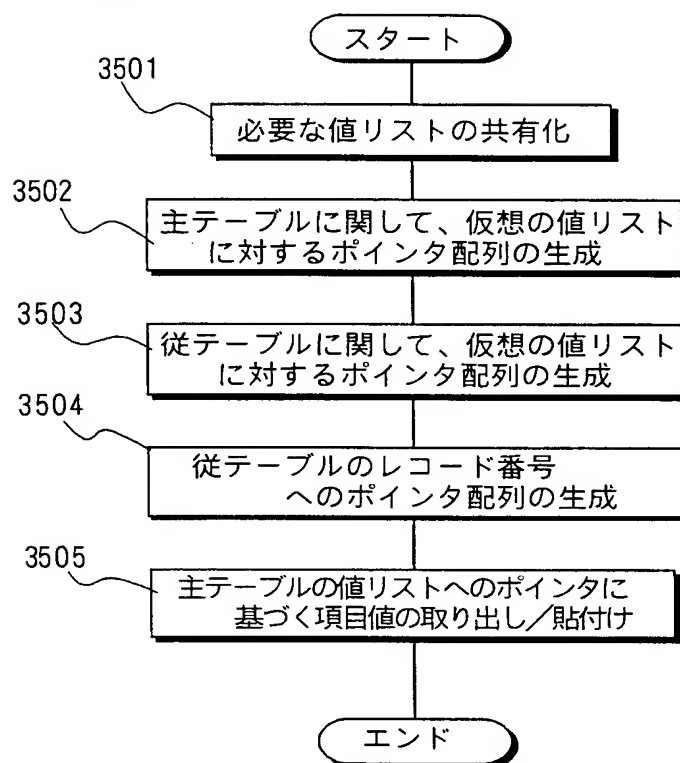 スタート
3501
必要な値リストの共有化
3502
主テーブルに関して、仮想の値リスト
に対するポインタ配列の生成
3503
従テーブルに関して、仮想の値リスト
に対するポインタ配列の生成
3504
従テーブルのレコード番号
へのポインタ配列の生成
3505
主テーブルの値リストへのポインタに
基づく項目値の取り出し／貼付け
エンド